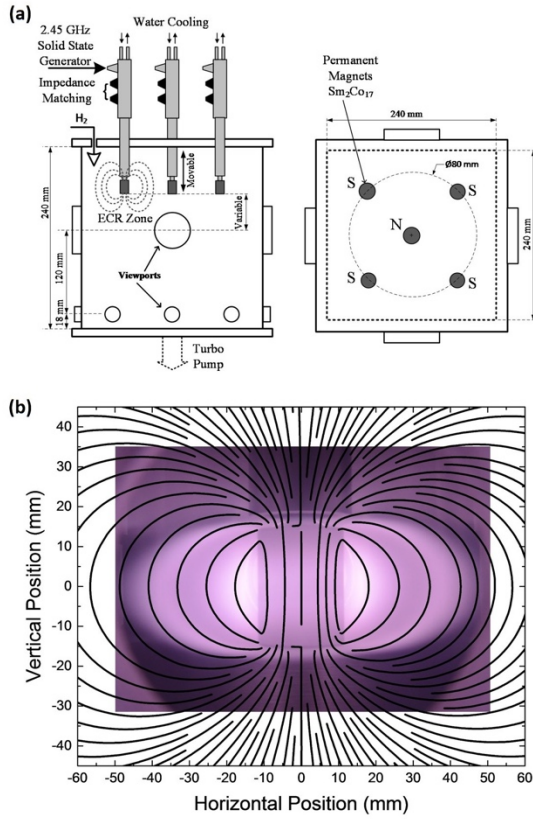 (a)
Water Cooling
2.45 GHz
Solid State
Generator
Impedance
Matching
H₂
Movable
Variable
ECR Zone
Viewports
240 mm
120 mm
18 mm
Turbo
Pump
Permanent
Magnets
Sm₂Co₁₇
240 mm
Ø80 mm
S
S
N
S
S
240 mm
(b)
40
30
20
10
0
-10
-20
-30
-40
Vertical Position (mm)
-60 -50 -40 -30 -20 -10 0 10 20 30 40 50 60
Horizontal Position (mm)